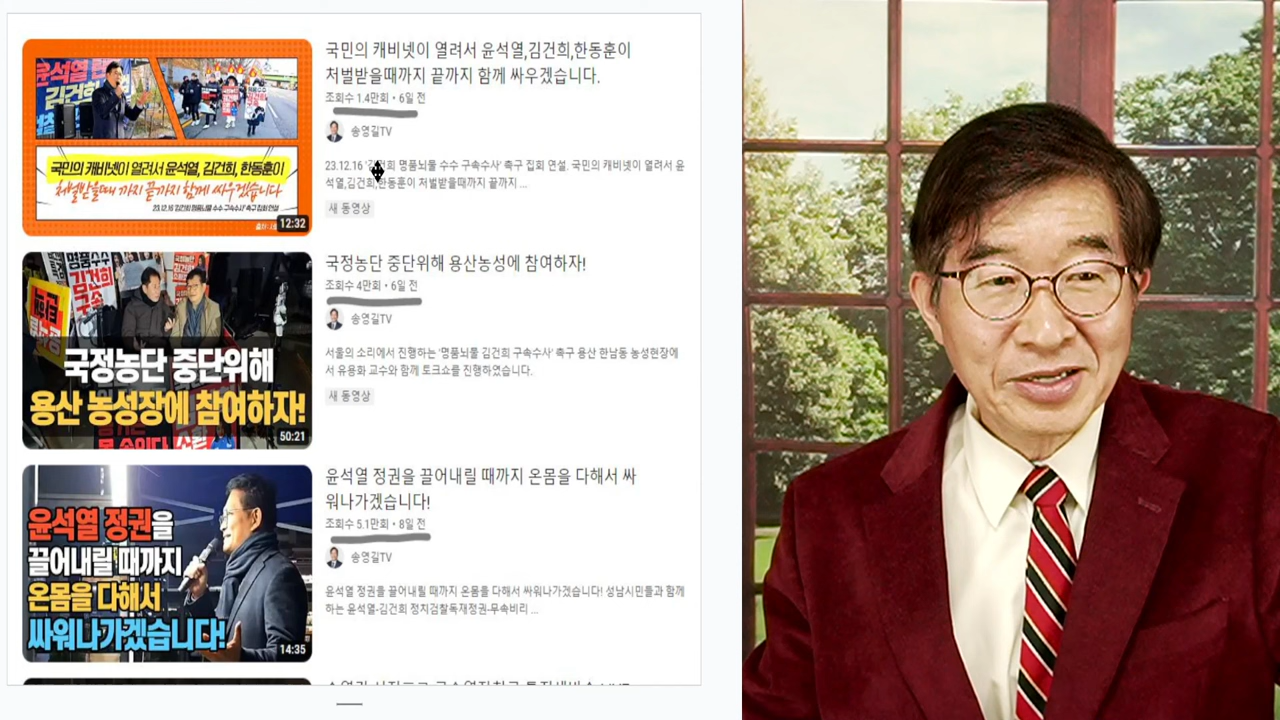 윤석열
김건희
국민의 캐비넷이 열려서 윤석열, 김건희, 한동훈이
처벌받을때 까지 끝까지 함께 싸우겠습니다
23.12.16 '김건희 명품뇌물 수수 구속수사' 촉구 집회 연설
12:32
국민의 캐비넷이 열려서 윤석열,김건희,한동훈이
처벌받을때까지 끝까지 함께 싸우겠습니다.
조회수 1.4만회 • 6일 전
송영길TV
23.12.16 '김건희 명품뇌물 수수 구속수사' 촉구 집회 연설. 국민의 캐비넷이 열려서 윤
석열,김건희,한동훈이 처벌받을때까지 끝까지 ...
새 동영상
명품수수
김건희
구속
국정농단 중단위해
용산 농성장에 참여하자!
50:21
국정농단 중단위해 용산농성에 참여하자!
조회수 4만회 • 6일 전
송영길TV
서울의 소리에서 진행하는 '명품뇌물 김건희 구속수사' 촉구 용산 한남동 농성현장에
서 유용화 교수와 함께 토크쇼를 진행하였습니다.
새 동영상
윤석열 정권을
끌어내릴 때까지
온몸을 다해서
싸워나가겠습니다!
14:35
윤석열 정권을 끌어내릴 때까지 온몸을 다해서 싸
워나가겠습니다!
조회수 5.1만회 • 8일 전
송영길TV
윤석열 정권을 끌어내릴 때까지 온몸을 다해서 싸워나가겠습니다! 성남시민들과 함께
하는 윤석열-김건희 정치검찰독재정권-무속비리 ...